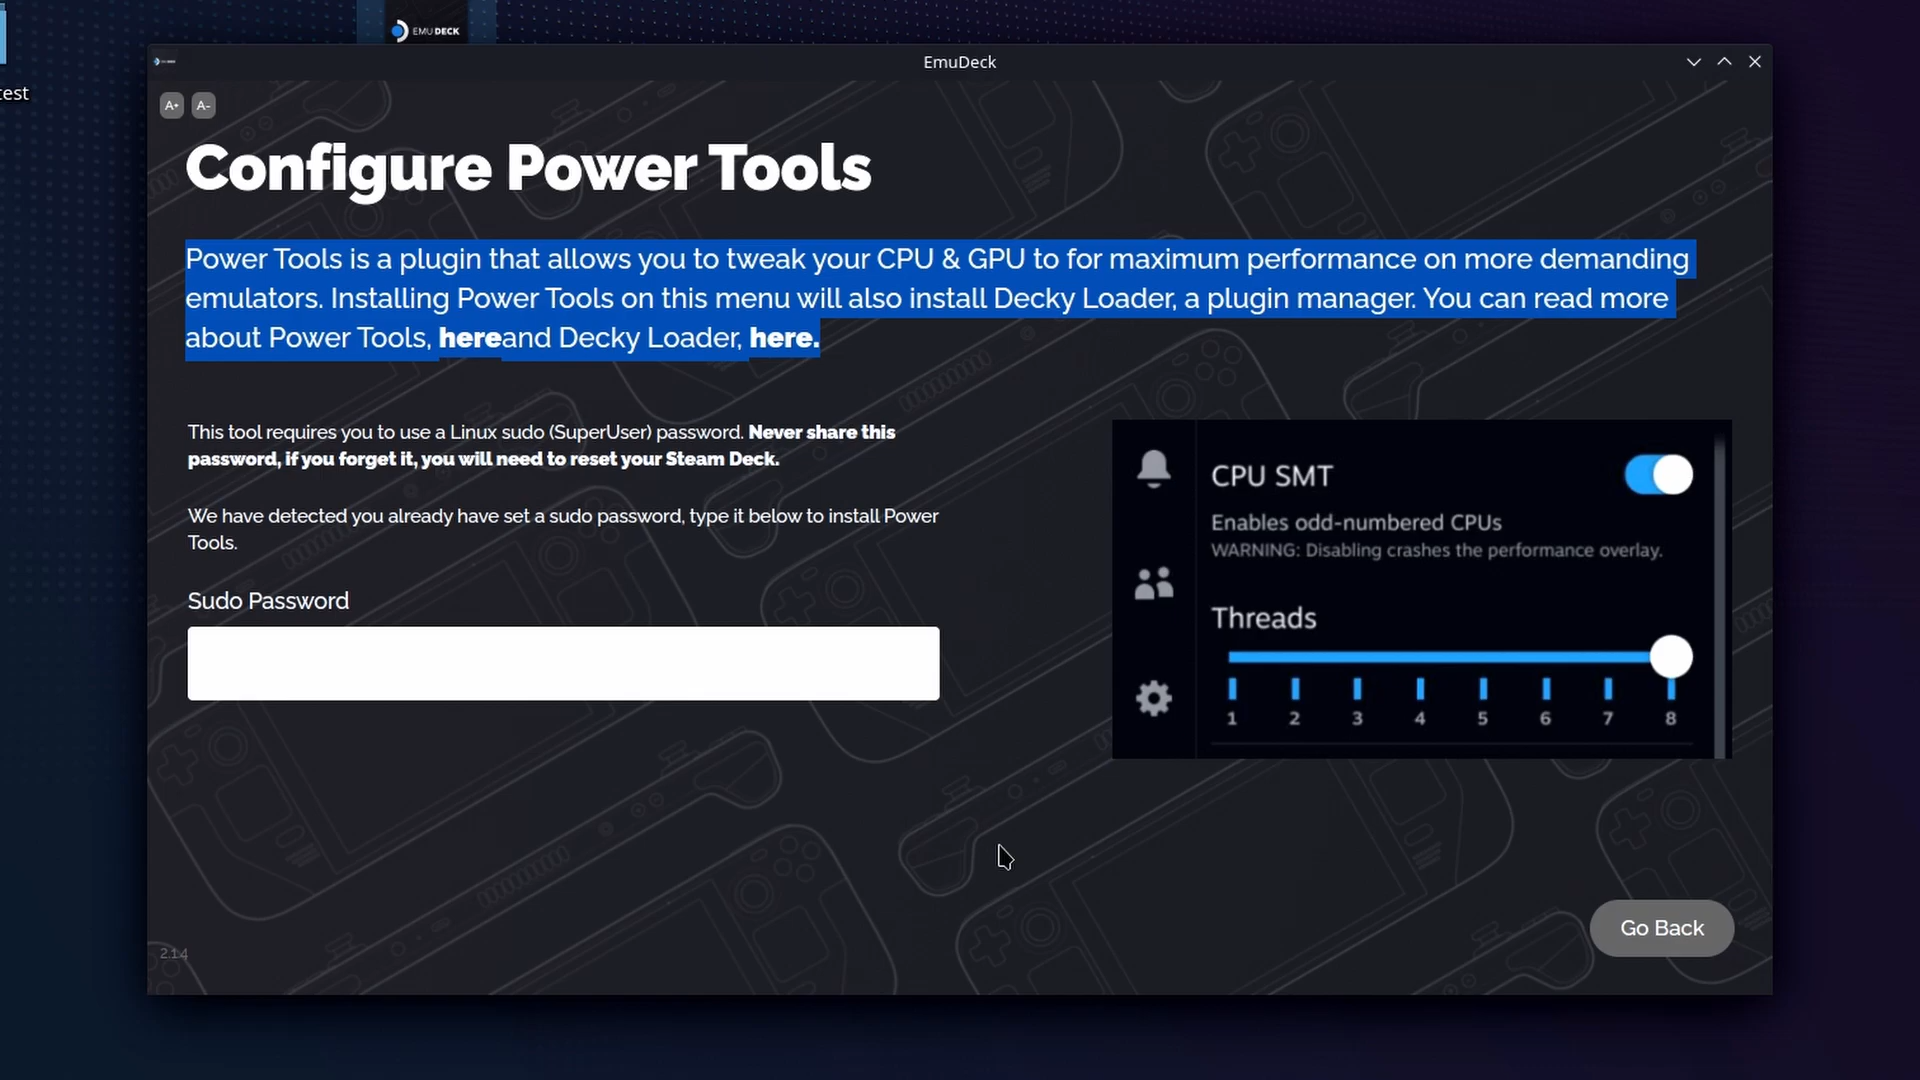 EMUDECK
EmuDeck
test
A+ A-
Configure Power Tools
Power Tools is a plugin that allows you to tweak your CPU & GPU to for maximum performance on more demanding
emulators. Installing Power Tools on this menu will also install Decky Loader, a plugin manager. You can read more
about Power Tools, hereand Decky Loader, here.
This tool requires you to use a Linux sudo (SuperUser) password. Never share this
password, if you forget it, you will need to reset your Steam Deck.
We have detected you already have set a sudo password, type it below to install Power
Tools.
Sudo Password
CPU SMT
Enables odd-numbered CPUs
WARNING: Disabling crashes the performance overlay.
Threads
1 2 3 4 5 6 7 8
Go Back
2.1.4